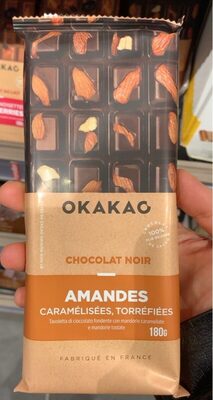 OKAKAO
CHOCOLAT NOIR
100%
AMANDES
CARAMÉLISÉES, TORRÉFIÉES
Tavoletta di cioccolato fondente con mandorle caramellate
e mandorle tostate
180g
FABRIQUÉ EN FRANCE